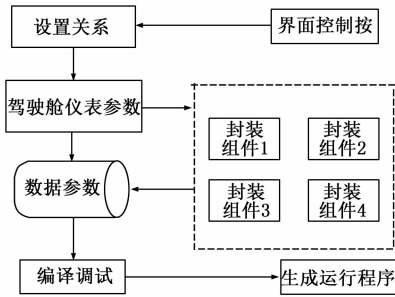 设置关系
界面控制按
驾驶舱仪表参数
封装
组件1
封装
组件2
数据参数
封装
组件3
封装
组件4
编译调试
生成运行程序